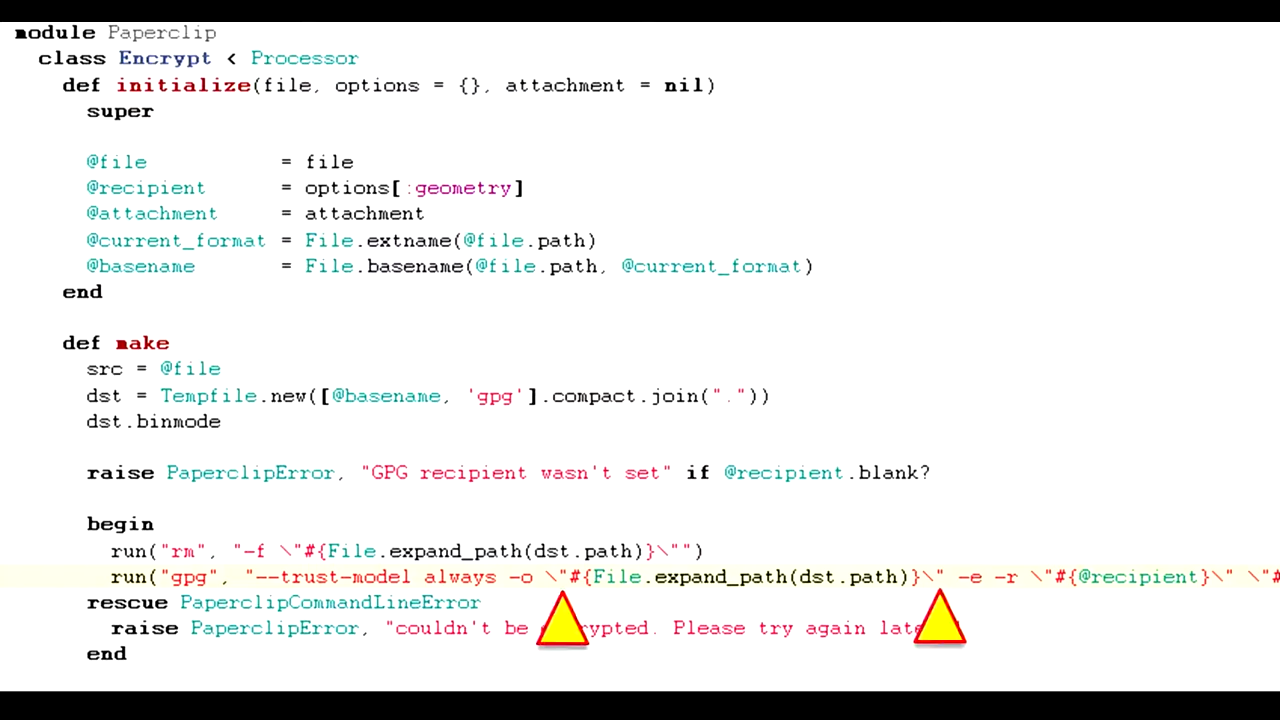 module Paperclip
class Encrypt < Processor
def initialize(file, options = {}, attachment = nil)
super
@file = file
@recipient = options[:geometry]
@attachment = attachment
@current_format = File.extname(@file.path)
@basename = File.basename(@file.path, @current_format)
end
def make
src = @file
dst = Tempfile.new([@basename, 'gpg'].compact.join("."))
dst.binmode
raise PaperclipError, "GPG recipient wasn't set" if @recipient.blank?
begin
run("rm", "-f \"#{File.expand_path(dst.path)}\"")
run("gpg", "--trust-model always -o \"#{File.expand_path(dst.path)}\" -e -r \"#{@recipient}\" \"#
rescue PaperclipCommandLineError
raise PaperclipError, "couldn't be . Please try again
end